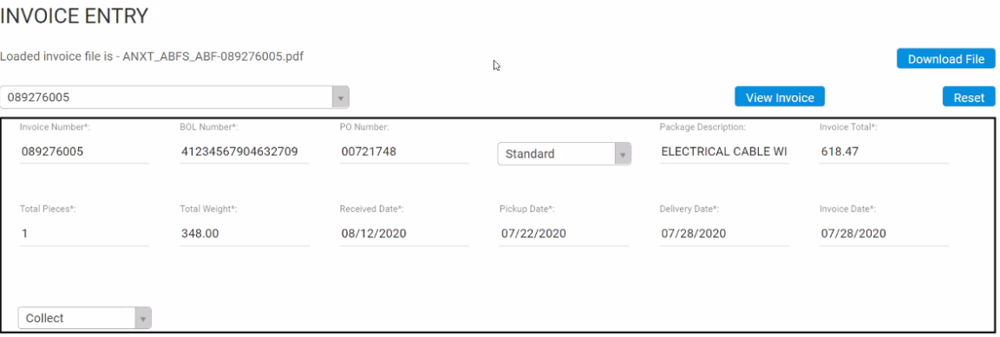 INVOICE ENTRY
Loaded invoice file is - ANXT_ABFS_ABF-089276005.pdf
Download File
089276005
View Invoice
Reset
Invoice Number*: BOL Number*: PO Number: Package Description: Invoice Total*:
089276005 41234567904632709 00721748 Standard ELECTRICAL CABLE WI 618.47
Total Pieces*: Total Weight*: Received Date*: Pickup Date*: Delivery Date*: Invoice Date*:
1 348.00 08/12/2020 07/22/2020 07/28/2020 07/28/2020
Collect